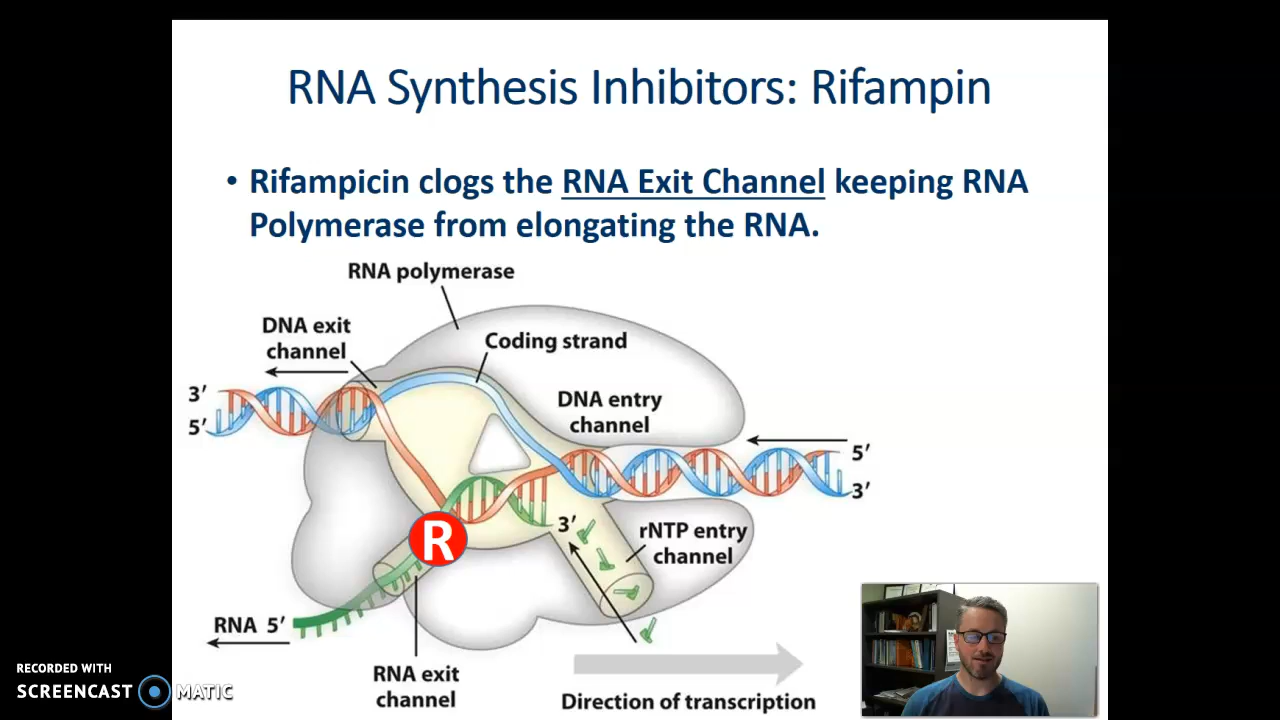 RNA Synthesis Inhibitors: Rifampin
• Rifampicin clogs the RNA Exit Channel keeping RNA
Polymerase from elongating the RNA.
RNA polymerase
DNA exit
channel
Coding strand
DNA entry
channel
3′
5′
5′
3′
3′
rNTP entry
channel
R
RNA 5′
RNA exit
channel
Direction of transcription
RECORDED WITH
SCREENCAST MATIC